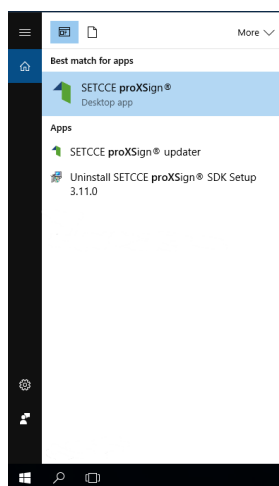 More
Best match for apps
SETCCE proXSign®
Desktop app
Apps
SETCCE proXSign® updater
Uninstall SETCCE proXSign® SDK Setup
3.11.0